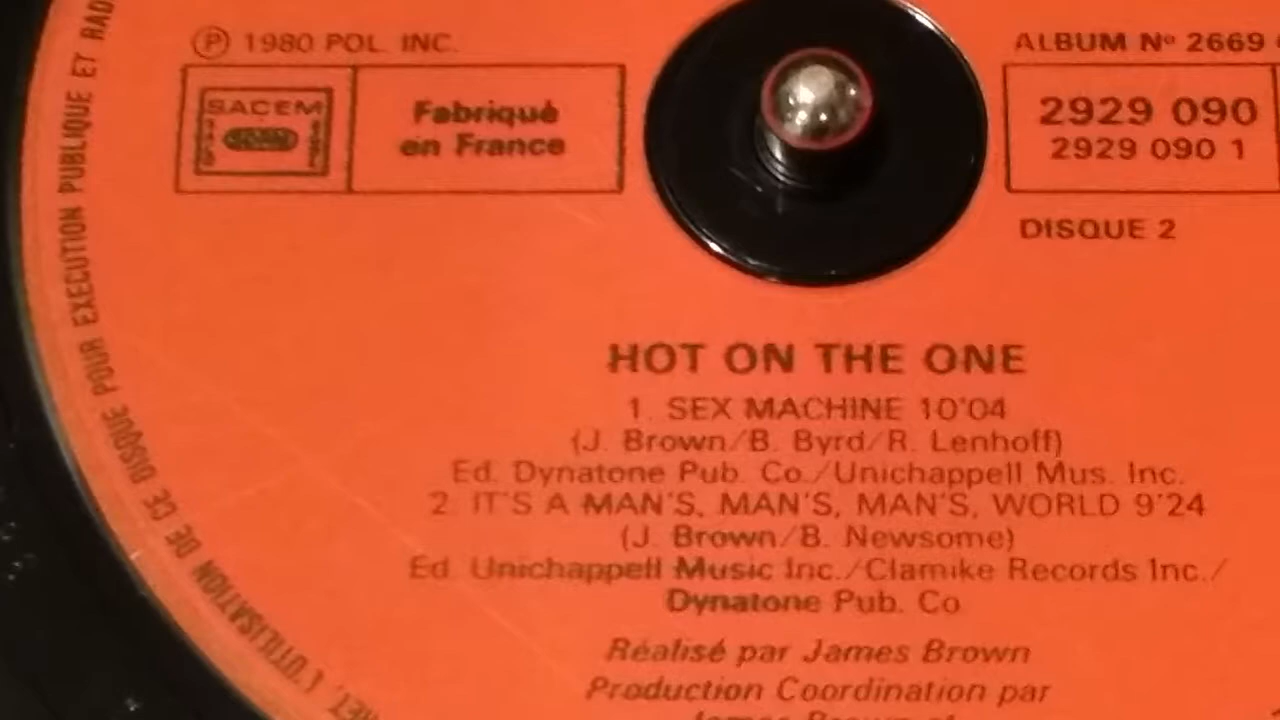 ℗ 1980 POL. INC.
ALBUM Nº 2669
SACEM
Fabriqué
en France
2929 090
2929 090 1
DISQUE 2
HOT ON THE ONE
1. SEX MACHINE 10'04
(J. Brown/B. Byrd/R. Lenhoff)
Ed. Dynatone Pub. Co./Unichappell Mus. Inc.
2. IT'S A MAN'S, MAN'S, MAN'S, WORLD 9'24
(J. Brown/B. Newsome)
Ed. Unichappell Music Inc./Clamike Records Inc./
Dynatone Pub. Co
Réalisé par James Brown
Production Coordination par
James Brown et
L'UTILISATION DE CE DISQUE POUR EXECUTION PUBLIQUE ET RAD